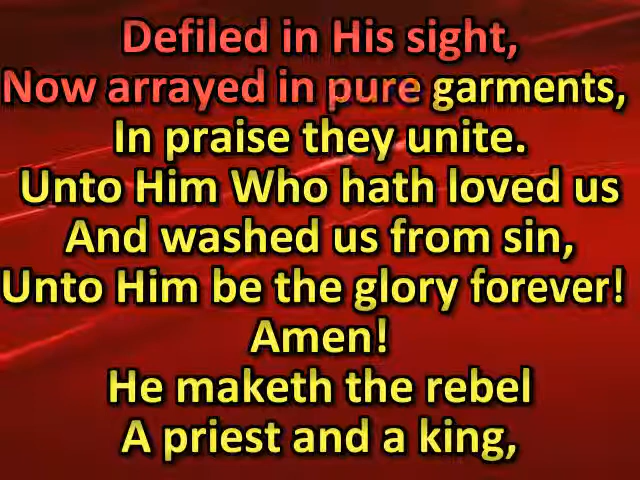 Defiled in His sight,
Now arrayed in pure garments,
In praise they unite.
Unto Him Who hath loved us
And washed us from sin,
Unto Him be the glory forever!
Amen!
He maketh the rebel
A priest and a king,